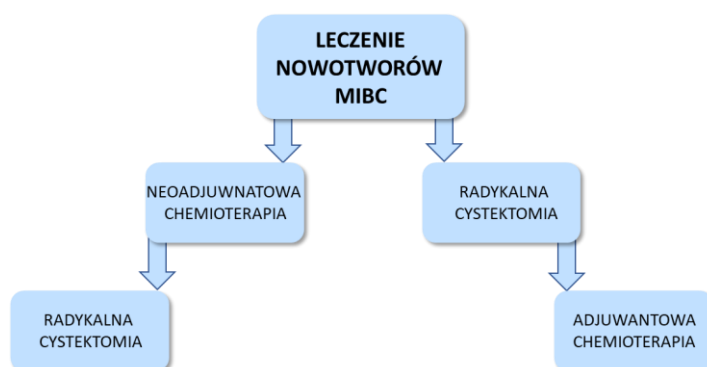 LECZENIE
NOWOTWORÓW
MIBC
NEOADJUWNATOWA
CHEMIOTERAPIA
RADYKALNA
CYSTEKTOMIA
RADYKALNA
CYSTEKTOMIA
ADJUWANTOWA
CHEMIOTERAPIA